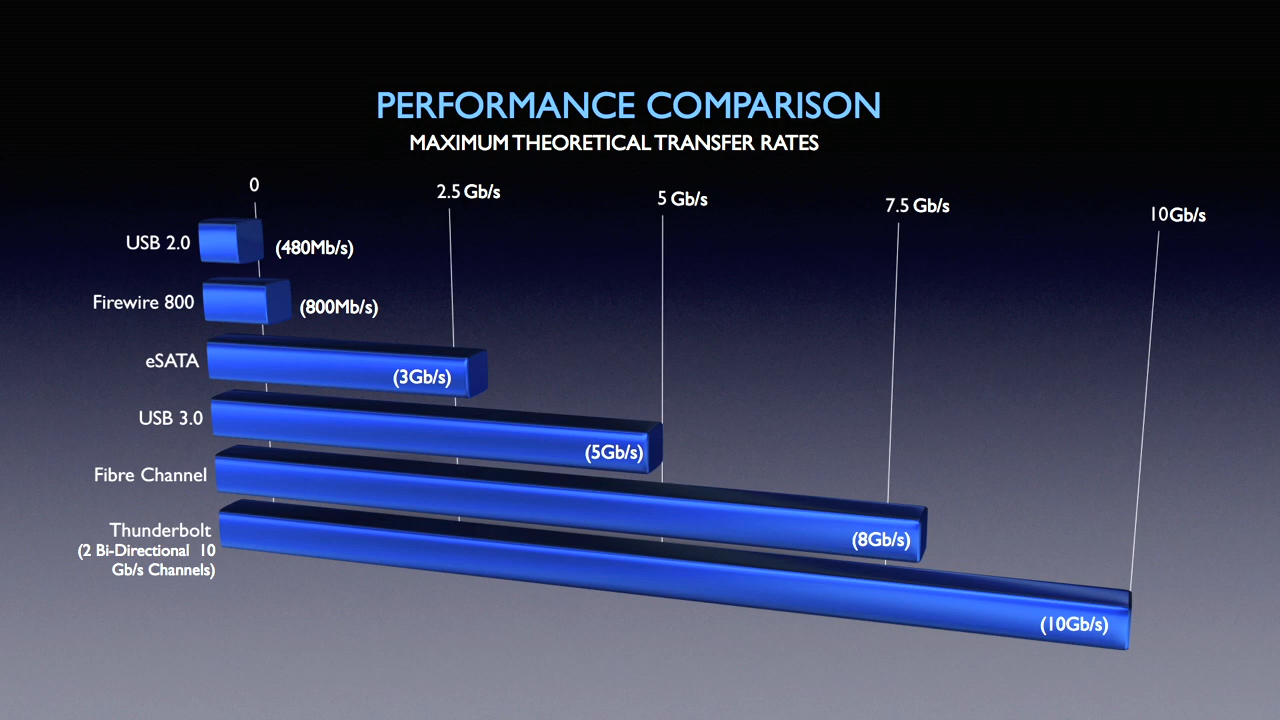 PERFORMANCE COMPARISON
MAXIMUM THEORETICAL TRANSFER RATES
0
2.5 Gb/s
5 Gb/s
7.5 Gb/s
10Gb/s
USB 2.0
(480Mb/s)
Firewire 800
(800Mb/s)
eSATA
(3Gb/s)
USB 3.0
(5Gb/s)
Fibre Channel
(8Gb/s)
Thunderbolt
(2 Bi-Directional 10
Gb/s Channels)
(10Gb/s)